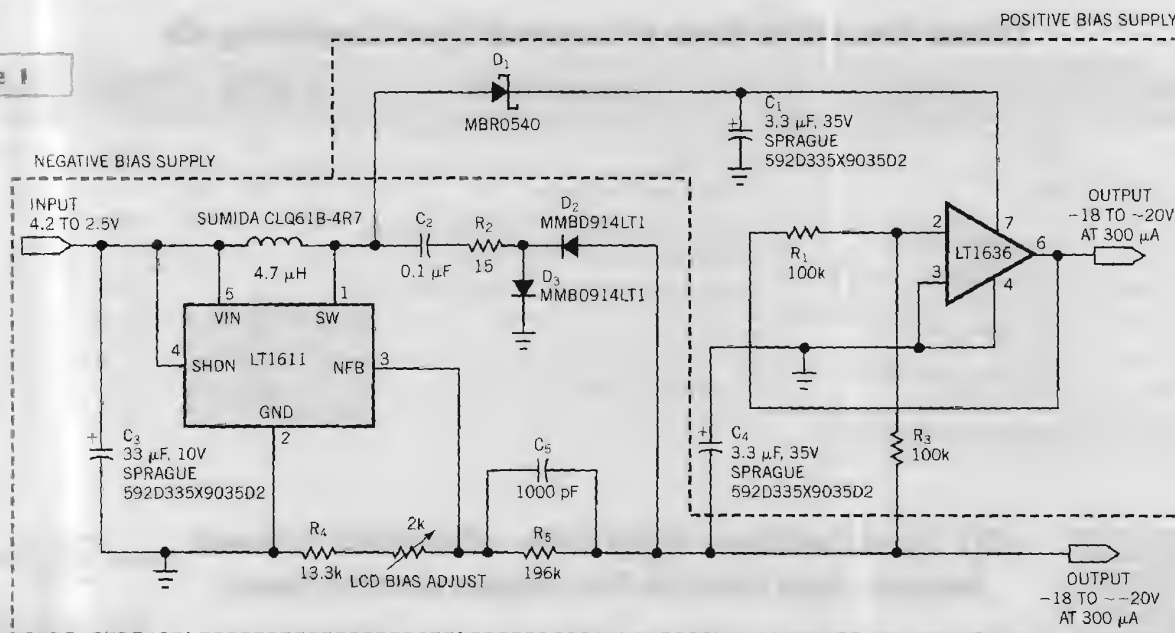 POSITIVE BIAS SUPPLY
e 1
D1
MBR0540
C1
3.3 µF, 35V
SPRAGUE
592D335X9035D2
NEGATIVE BIAS SUPPLY
INPUT
4.2 TO 2.5V
SUMIDA CLQ61B-4R7
4.7 µH
C2
0.1 µF
R2
15
D2
MMBD914LTI
D3
MMB0914LTI
OUTPUT
-18 TO ~20V
AT 300 µA
2
7
LT1636
6
3
4
R1
100k
5
1
VIN
SW
4
SHDN
LT1611
NFB
3
GND
2
C3
33 µF, 10V
SPRAGUE
592D335X9035D2
C4
3.3 µF, 35V
SPRAGUE
592D335X9035D2
R3
100k
C5
1000 pF
R4
13.3k
2k
LCD BIAS ADJUST
R5
196k
OUTPUT
-18 TO ~-20V
AT 300 µA